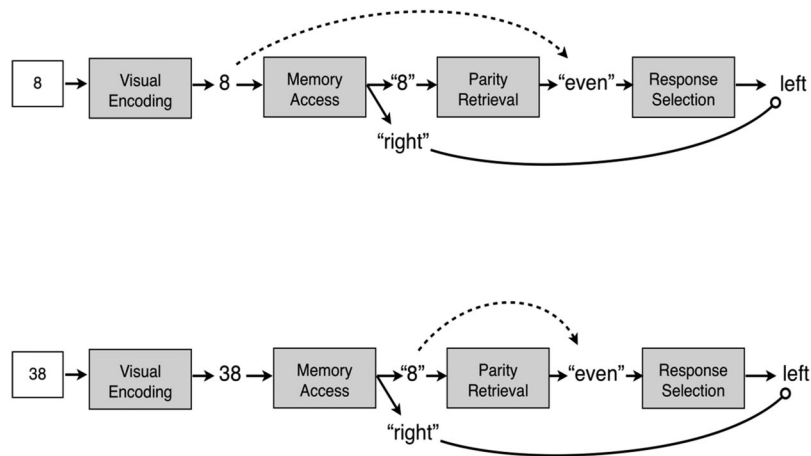 8
Visual
Encoding
8
Memory
Access
“8”
Parity
Retrieval
“even”
Response
Selection
left
“right”
38
Visual
Encoding
38
Memory
Access
“8”
Parity
Retrieval
“even”
Response
Selection
left
“right”